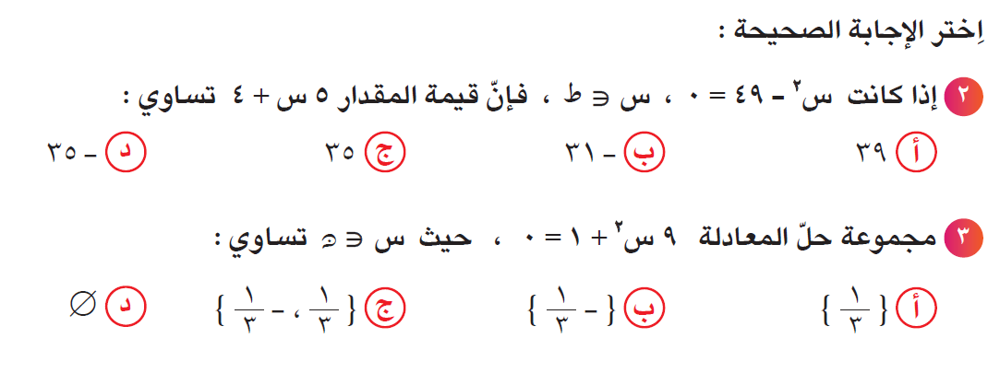 اِختر الإجابة الصحيحة :
٢ إذا كانت س٢ – ٤٩ = ٠ ، س ∈ ط ، فإنّ قيمة المقدار ٥ س + ٤ تساوي :
أ ٣٩ ب – ٣١ ج ٣٥ د – ٣٥
٣ مجموعة حلّ المعادلة ٩ س٢ + ١ = ٠ ، حيث س ∈ ن تساوي :
أ { ١/٣ } ب { – ١/٣ } ج { ١/٣ ، – ١/٣ } د ∅